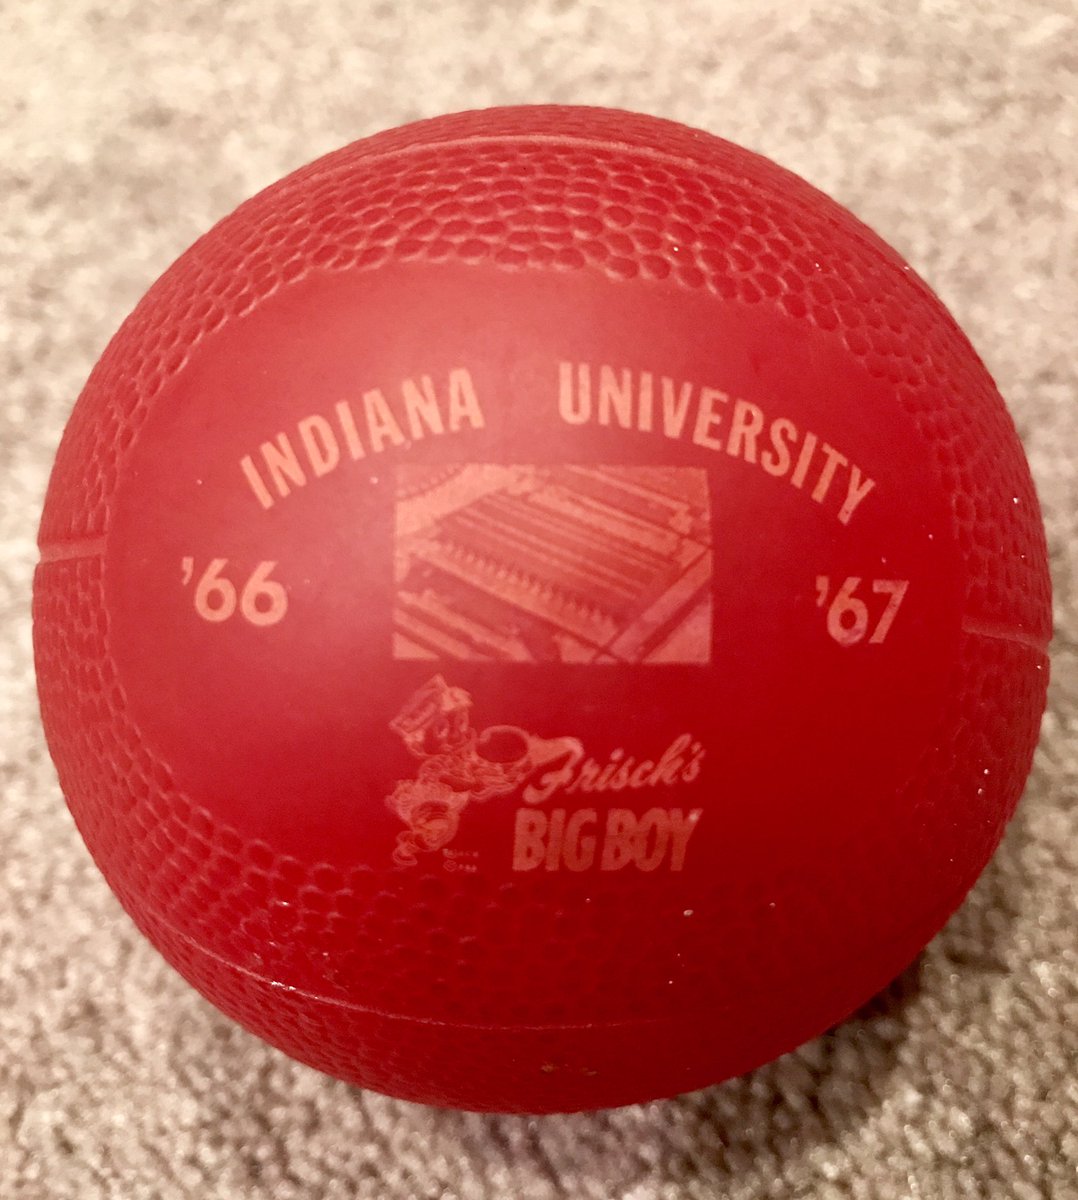 INDIANA UNIVERSITY
'66 '67
Frisch's
BIG BOY